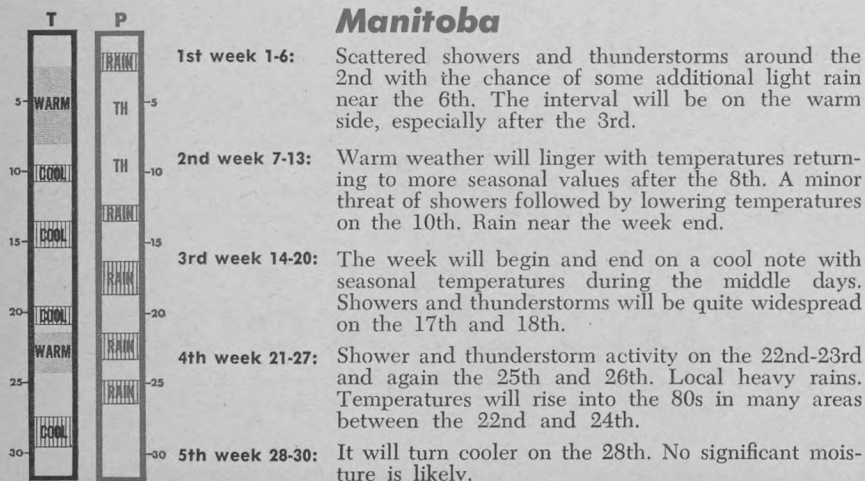 T P
Manitoba
RAIN
WARM
TH
COOL
TH
RAIN
COOL
RAIN
COOL
WARM
RAIN
RAIN
COOL
5
10
15
20
25
30
5
10
15
20
25
30
1st week 1-6: Scattered showers and thunderstorms around the
2nd with the chance of some additional light rain
near the 6th. The interval will be on the warm
side, especially after the 3rd.
2nd week 7-13: Warm weather will linger with temperatures return-
ing to more seasonal values after the 8th. A minor
threat of showers followed by lowering temperatures
on the 10th. Rain near the week end.
3rd week 14-20: The week will begin and end on a cool note with
seasonal temperatures during the middle days.
Showers and thunderstorms will be quite widespread
on the 17th and 18th.
4th week 21-27: Shower and thunderstorm activity on the 22nd-23rd
and again the 25th and 26th. Local heavy rains.
Temperatures will rise into the 80s in many areas
between the 22nd and 24th.
5th week 28-30: It will turn cooler on the 28th. No significant mois-
ture is likely.